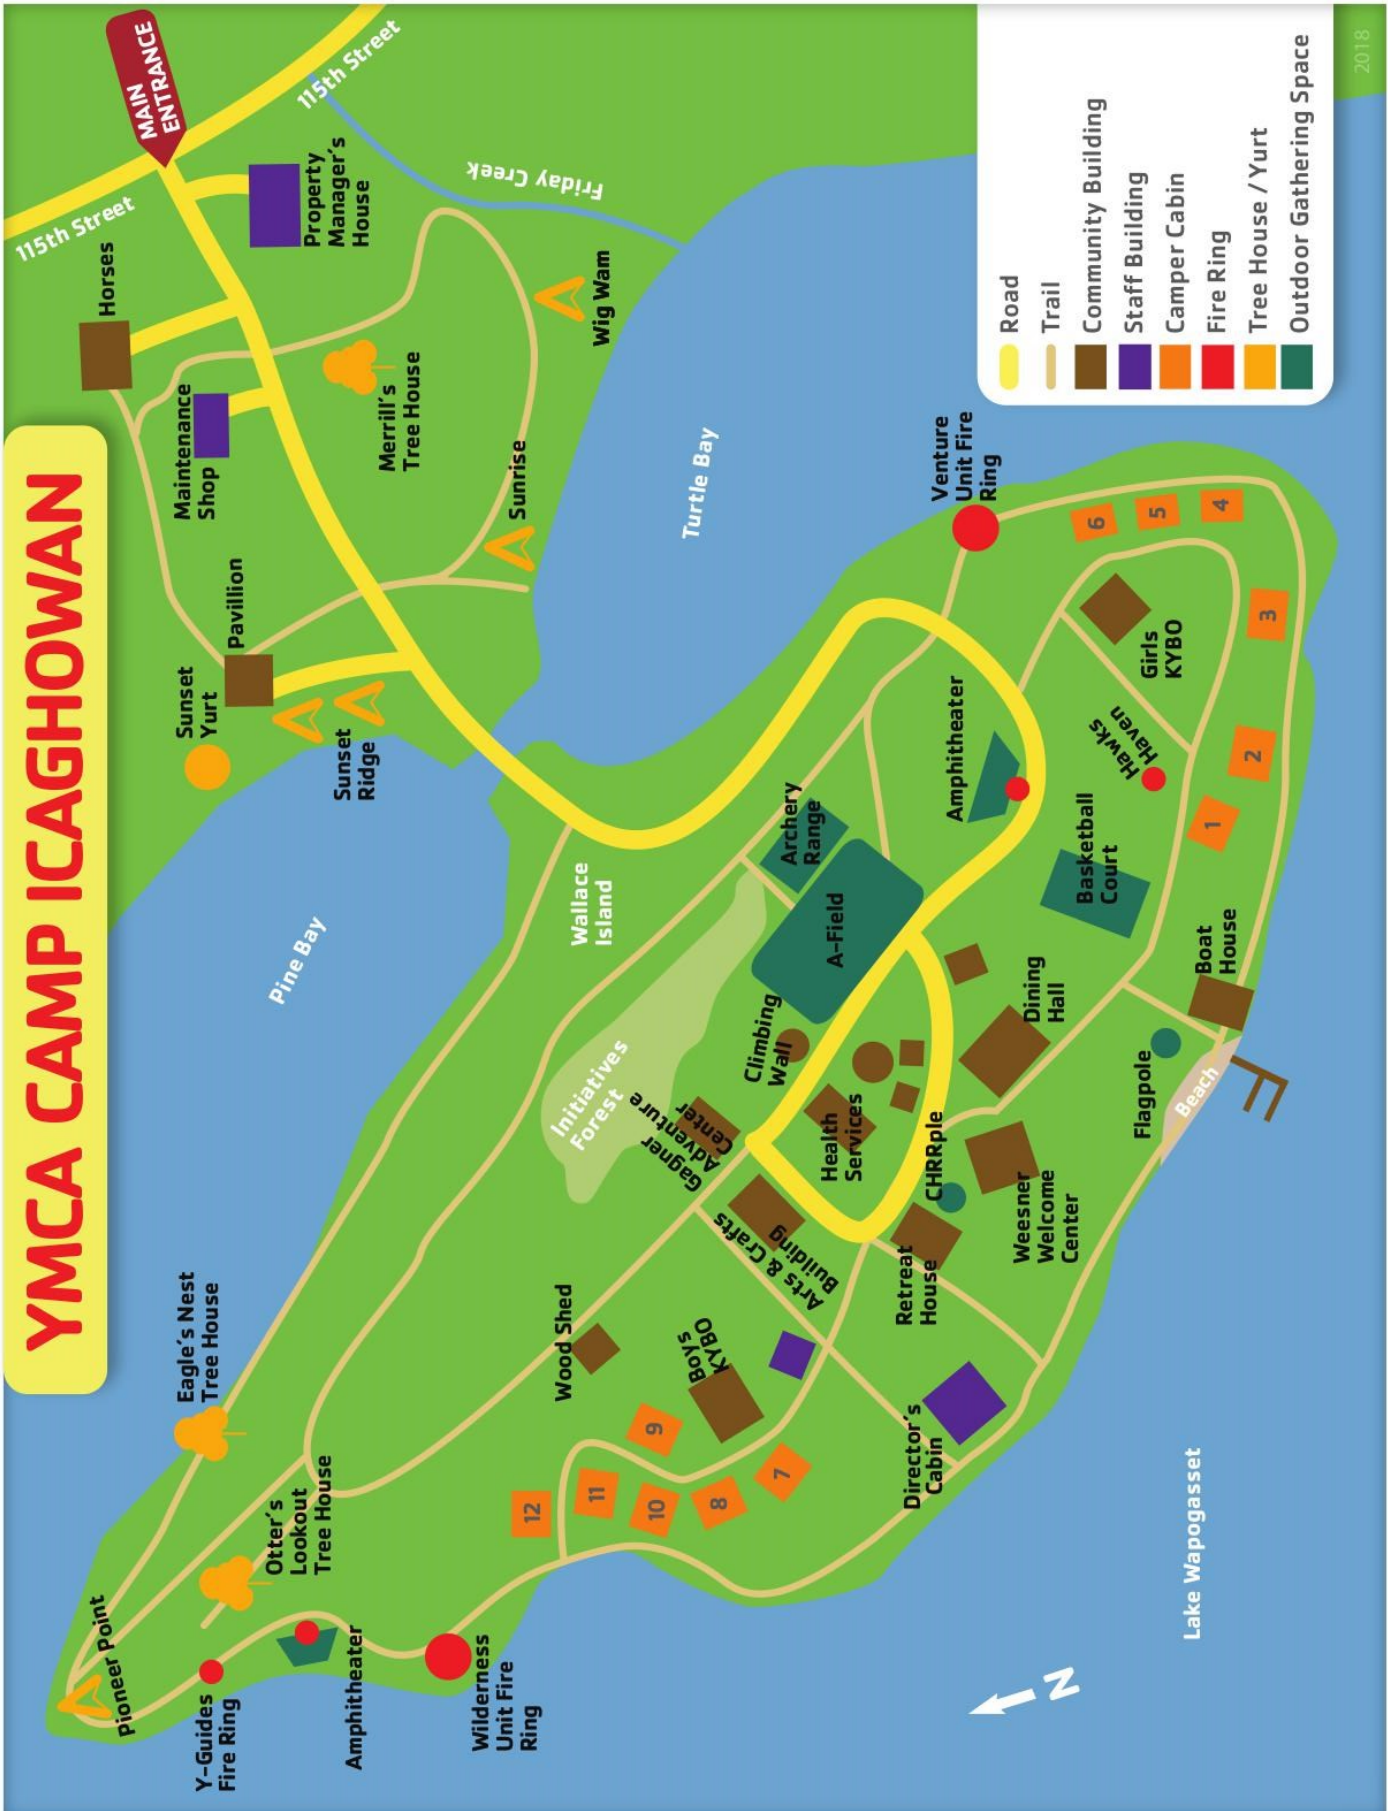 YMCA CAMP ICAGHOWAN
MAIN
ENTRANCE
115th Street
115th Street
Horses
Property
Manager's
House
Friday Creek
Maintenance
Shop
Merrill's
Tree House
Wig Wam
Sunrise
Pavillion
Sunset
Yurt
Sunset
Ridge
Turtle Bay
Pine Bay
Wallace
Island
Venture
Unit Fire
Ring
6
5
4
3
2
1
Girls
KYBO
Hawks
Haven
Amphitheater
Basketball
Court
Archery
Range
A-Field
Climbing
Wall
Initiatives
Forest
Gagner
Adventure
Center
Health
Services
Dining
Hall
Boat
House
Flagpole
Beach
CHRRple
Weesner
Welcome
Center
Retreat
House
Arts & Crafts
Building
Wood Shed
Boys
KYBO
9
7
8
10
11
12
Director's
Cabin
Eagle's Nest
Tree House
Otter's
Lookout
Tree House
Pioneer Point
Y-Guides
Fire Ring
Amphitheater
Wilderness
Unit Fire
Ring
Lake Wapogasset
N
Road
Trail
Community Building
Staff Building
Camper Cabin
Fire Ring
Tree House / Yurt
Outdoor Gathering Space
2018